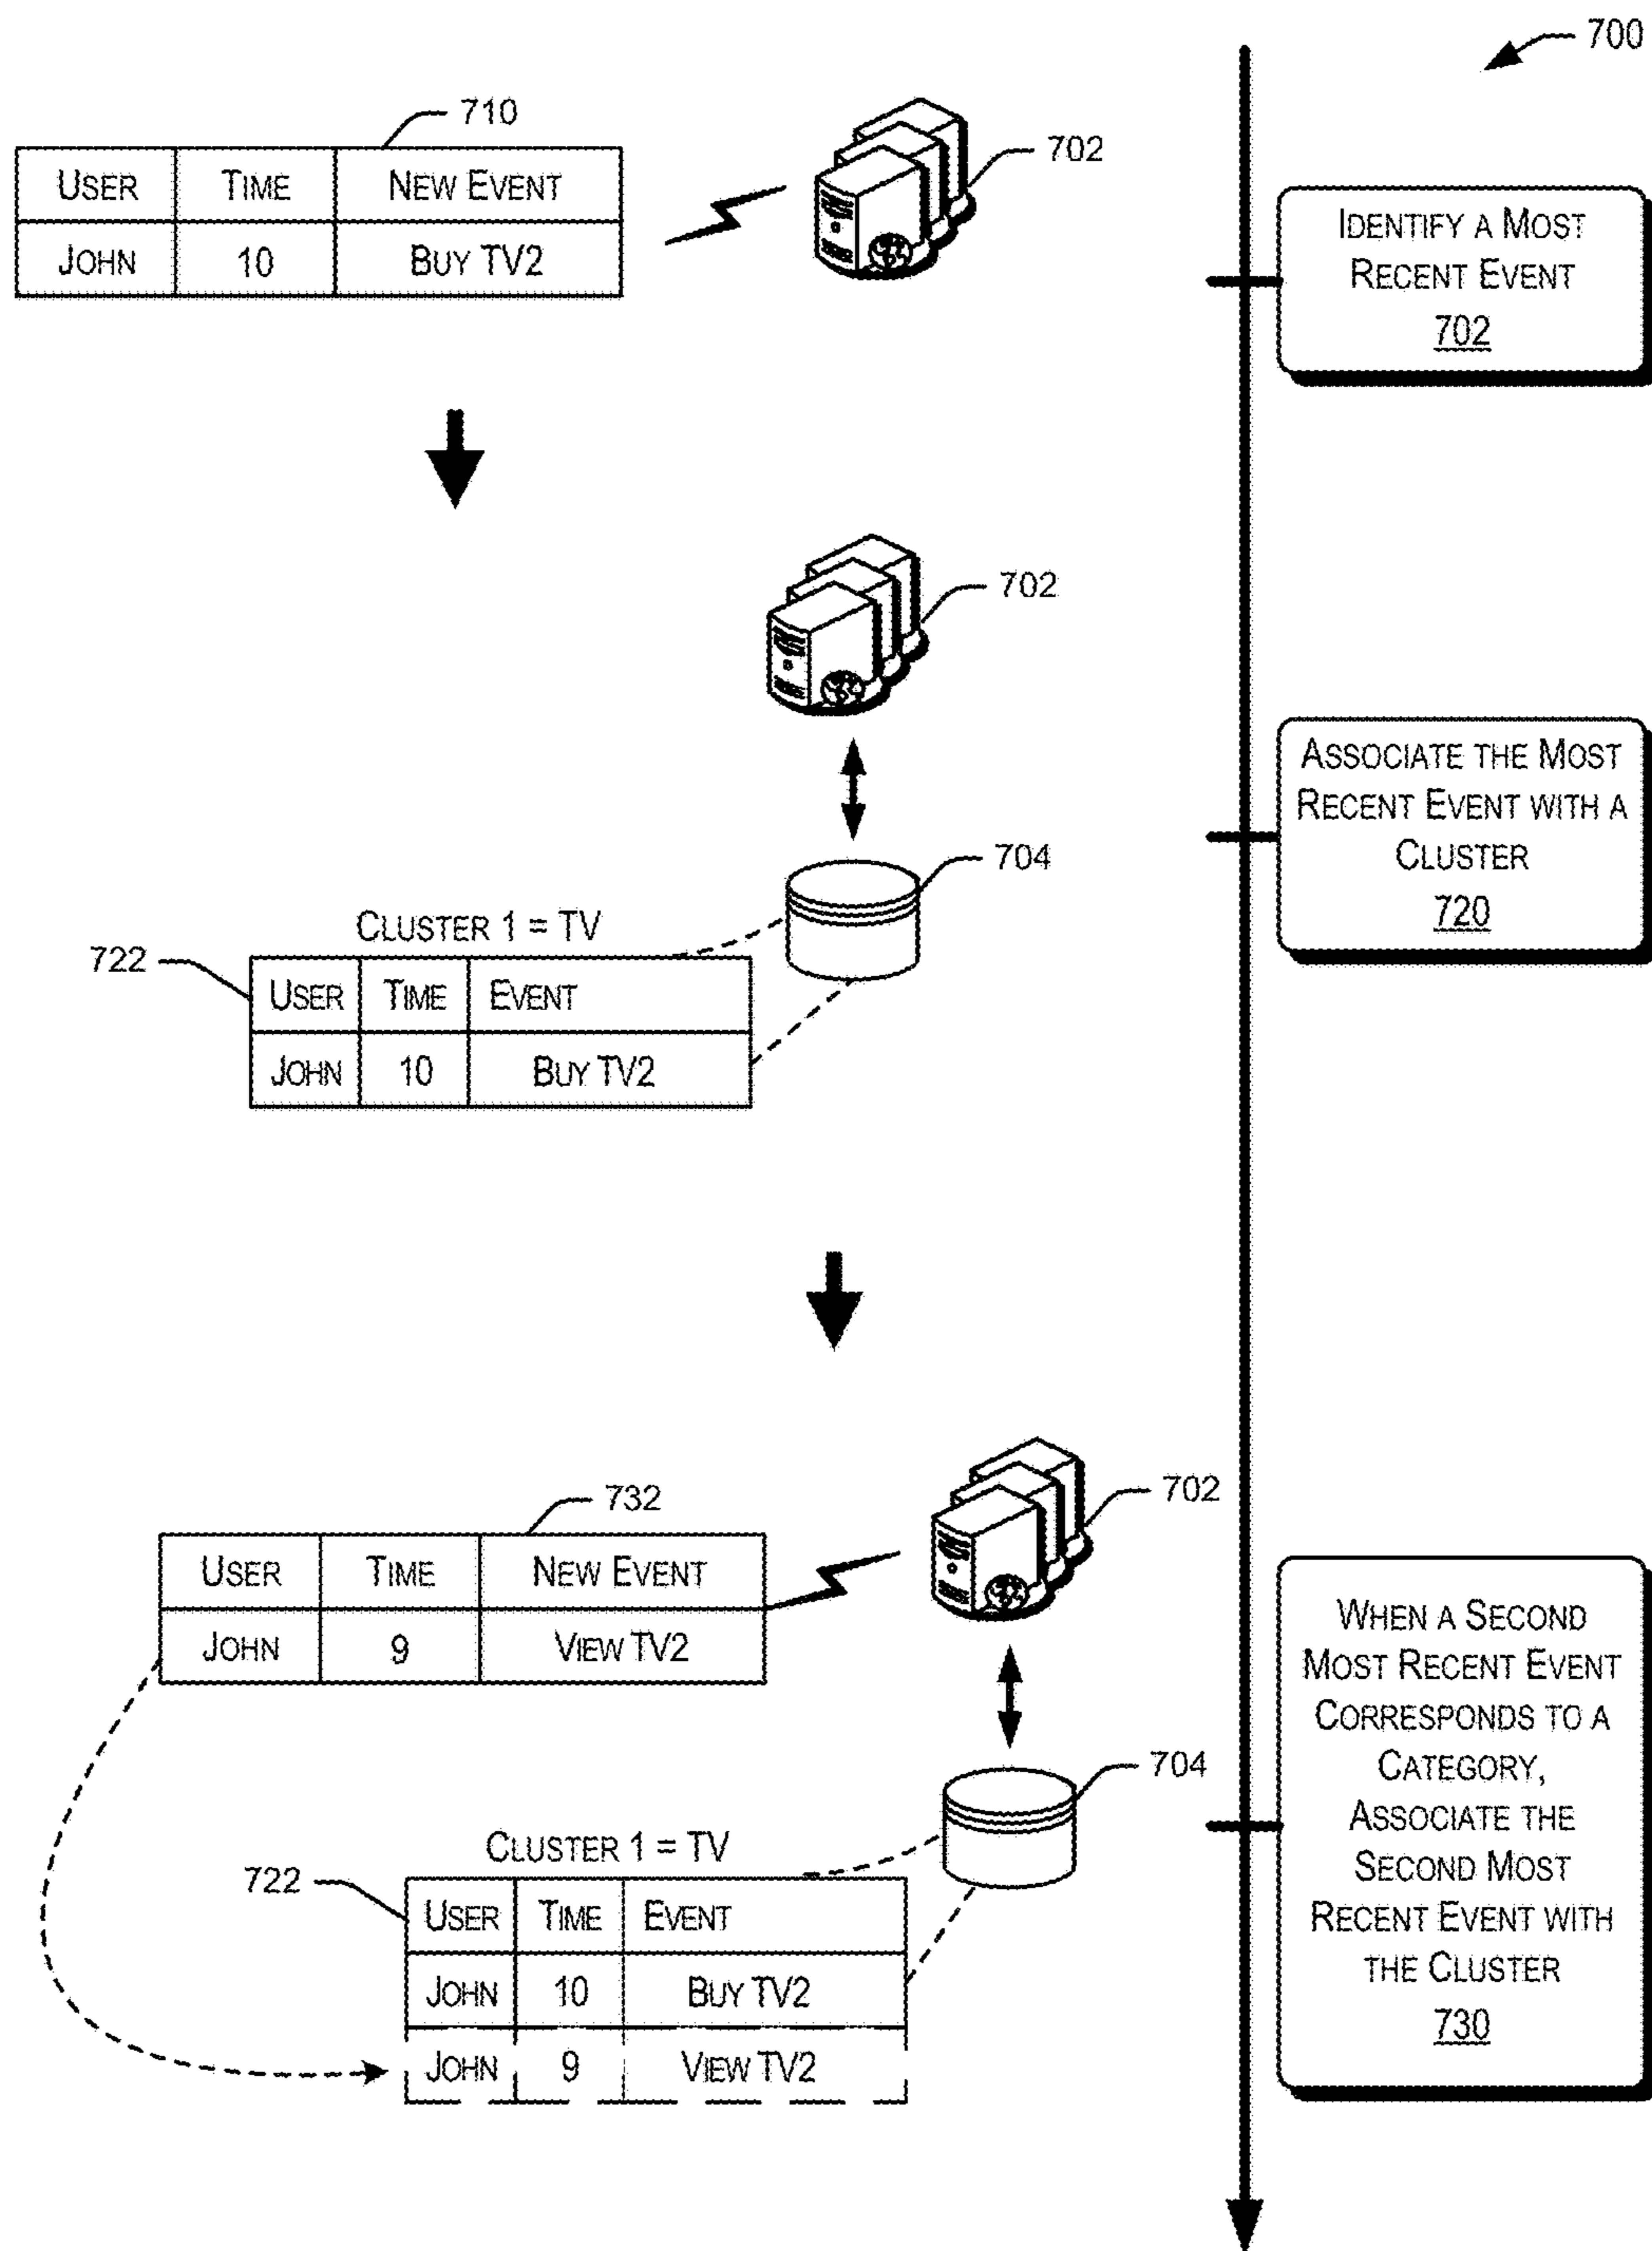 700
710
USER TIME NEW EVENT
JOHN 10 BUY TV2
702
IDENTIFY A MOST
RECENT EVENT
702
702
704
CLUSTER 1 = TV
722
USER TIME EVENT
JOHN 10 BUY TV2
ASSOCIATE THE MOST
RECENT EVENT WITH A
CLUSTER
720
732
USER TIME NEW EVENT
JOHN 9 VIEW TV2
702
704
CLUSTER 1 = TV
722
USER TIME EVENT
JOHN 10 BUY TV2
JOHN 9 VIEW TV2
WHEN A SECOND
MOST RECENT EVENT
CORRESPONDS TO A
CATEGORY,
ASSOCIATE THE
SECOND MOST
RECENT EVENT WITH
THE CLUSTER
730